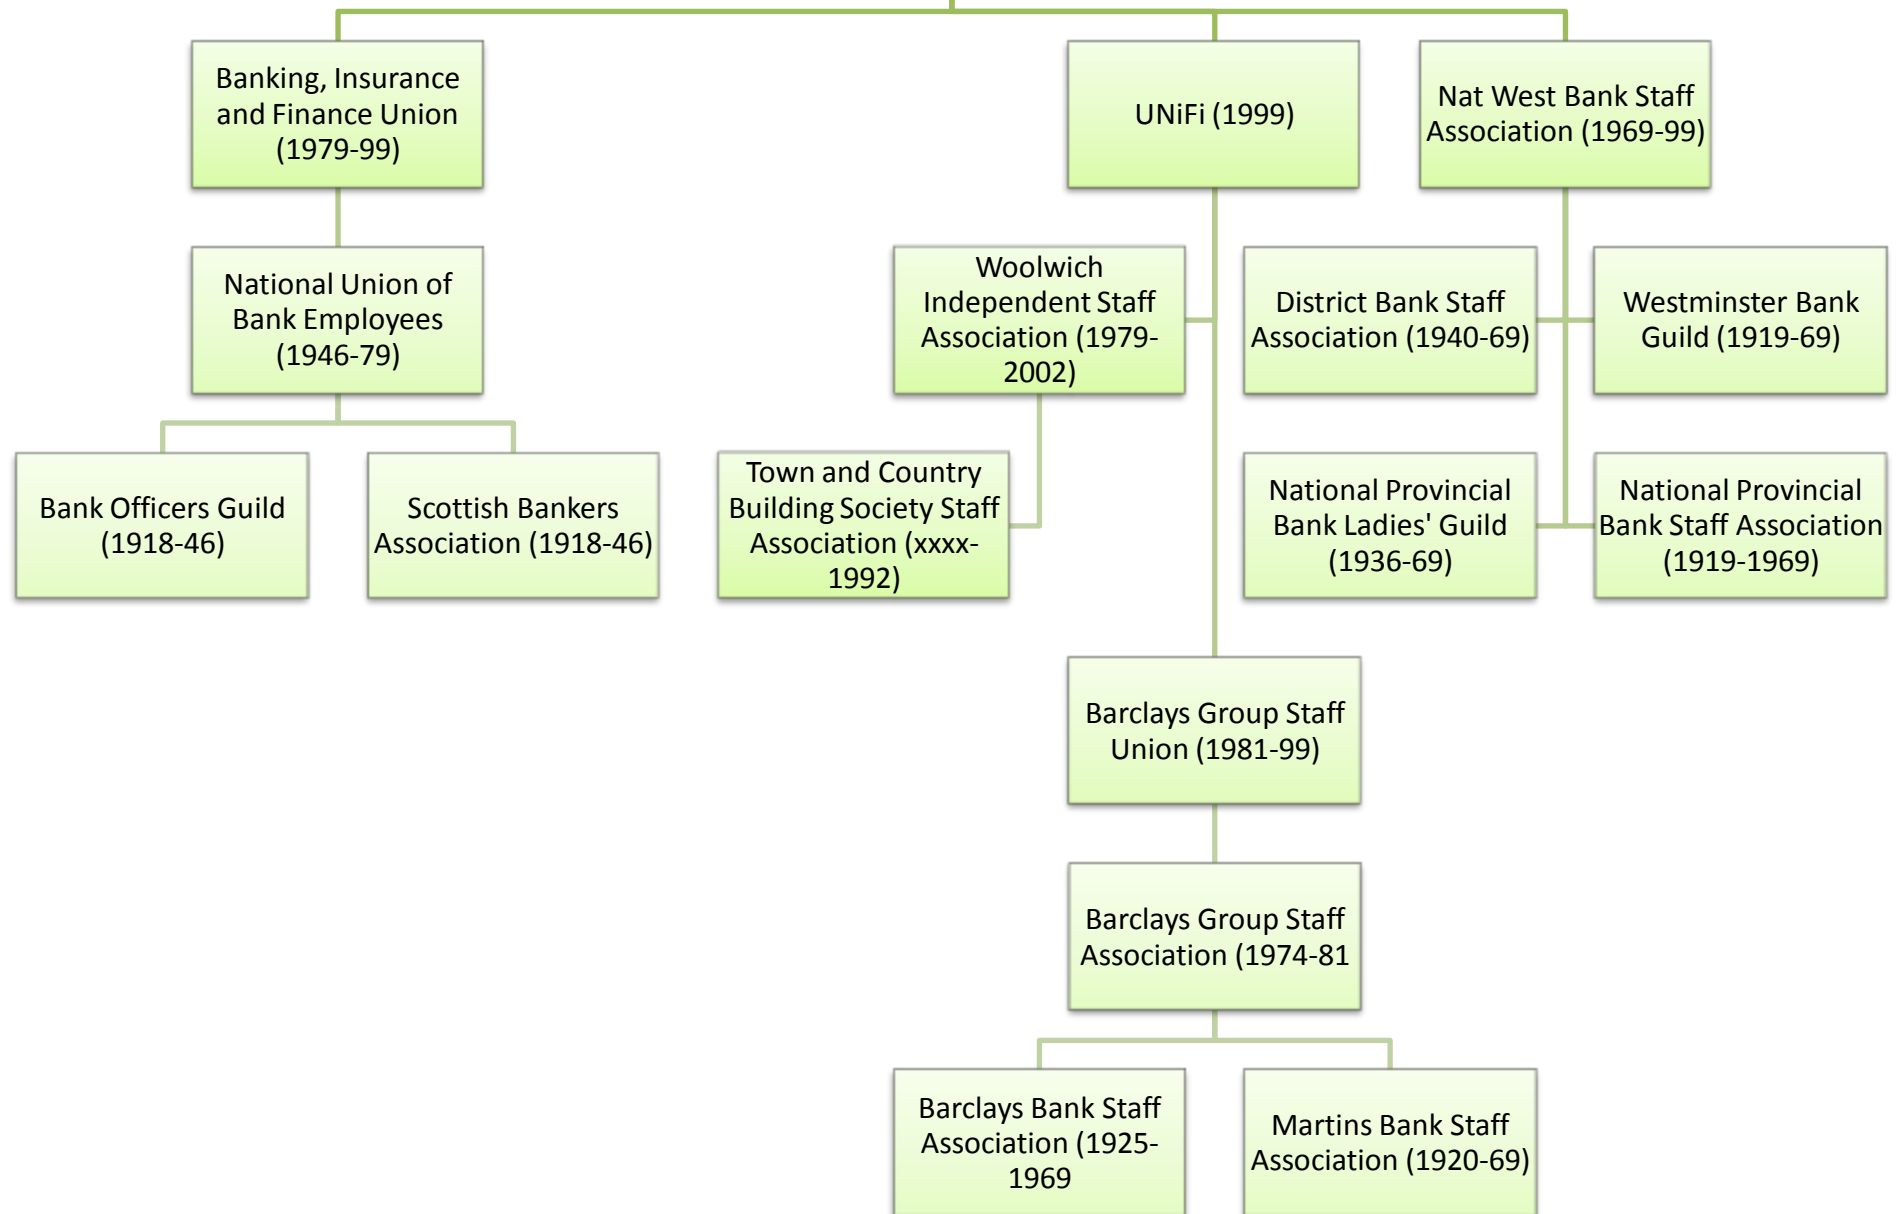 Banking, Insurance
and Finance Union
(1979-99)
UNiFi (1999)
Nat West Bank Staff
Association (1969-99)
National Union of
Bank Employees
(1946-79)
Woolwich
Independent Staff
Association (1979-
2002)
District Bank Staff
Association (1940-69)
Westminster Bank
Guild (1919-69)
Bank Officers Guild
(1918-46)
Scottish Bankers
Association (1918-46)
Town and Country
Building Society Staff
Association (xxxx-
1992)
National Provincial
Bank Ladies' Guild
(1936-69)
National Provincial
Bank Staff Association
(1919-1969)
Barclays Group Staff
Union (1981-99)
Barclays Group Staff
Association (1974-81
Barclays Bank Staff
Association (1925-
1969
Martins Bank Staff
Association (1920-69)